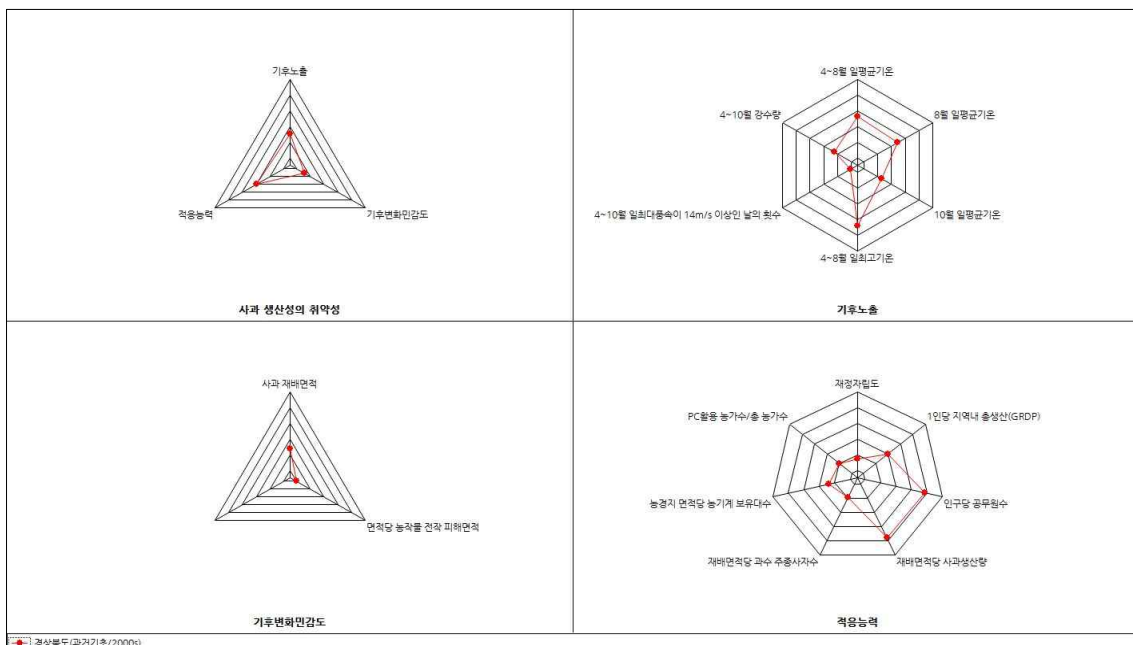 기후노출
적응능력
기후변화민감도
사과 생산성의 취약성
4~8월 일평균기온
4~10월 강수량
8월 일평균기온
4~10월 일최대풍속이 14m/s 이상인 날의 횟수
10월 일평균기온
4~8월 일최고기온
기후노출
사과 재배면적
면적당 농작물 전작 피해면적
기후변화민감도
재정자립도
PC활용 농가수/총 농가수
1인당 지역내 총생산(GRDP)
농경지 면적당 농기계 보유대수
인구당 공무원수
재배면적당 과수 주종사자수
재배면적당 사과생산량
적응능력
경상북도(과거기초/2000s)